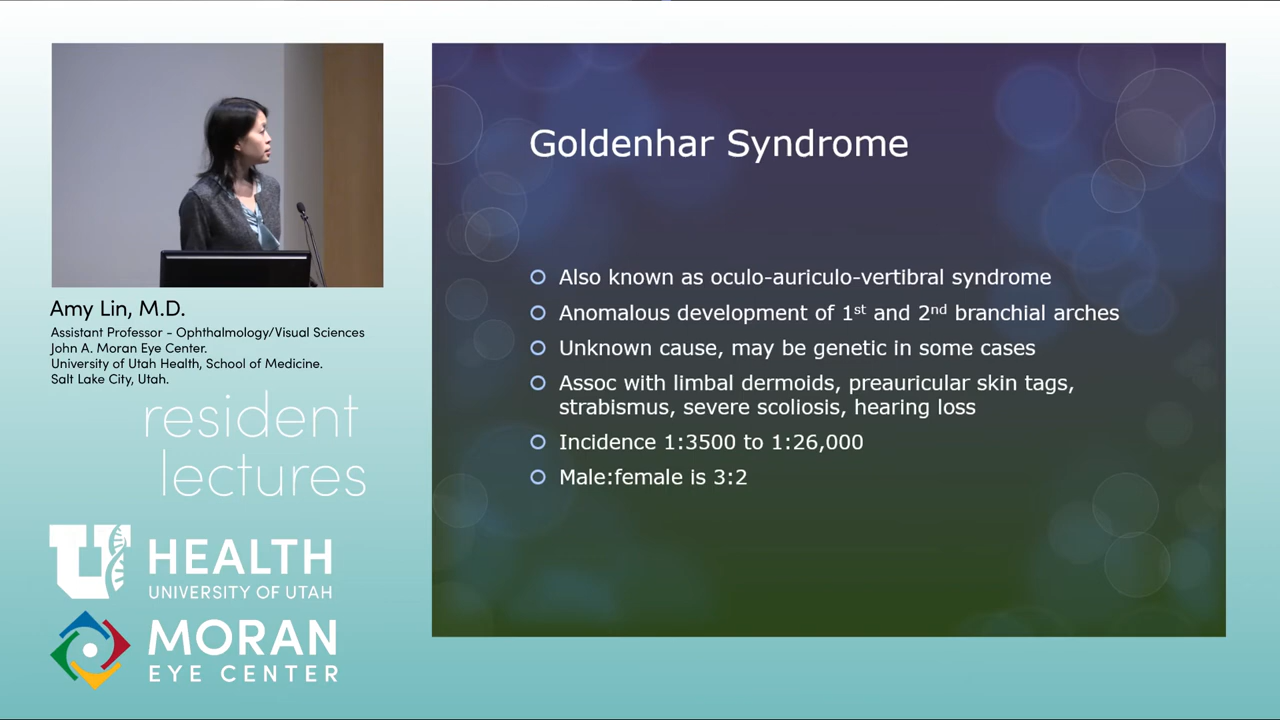 Goldenhar Syndrome
Also known as oculo-auriculo-vertibral syndrome
Anomalous development of 1st and 2nd branchial arches
Unknown cause, may be genetic in some cases
Assoc with limbal dermoids, preauricular skin tags,
strabismus, severe scoliosis, hearing loss
Incidence 1:3500 to 1:26,000
Male:female is 3:2
Amy Lin, M.D.
Assistant Professor - Ophthalmology/Visual Sciences
John A. Moran Eye Center.
University of Utah Health, School of Medicine.
Salt Lake City, Utah.
resident
lectures
U HEALTH
UNIVERSITY OF UTAH
MORAN
EYE CENTER